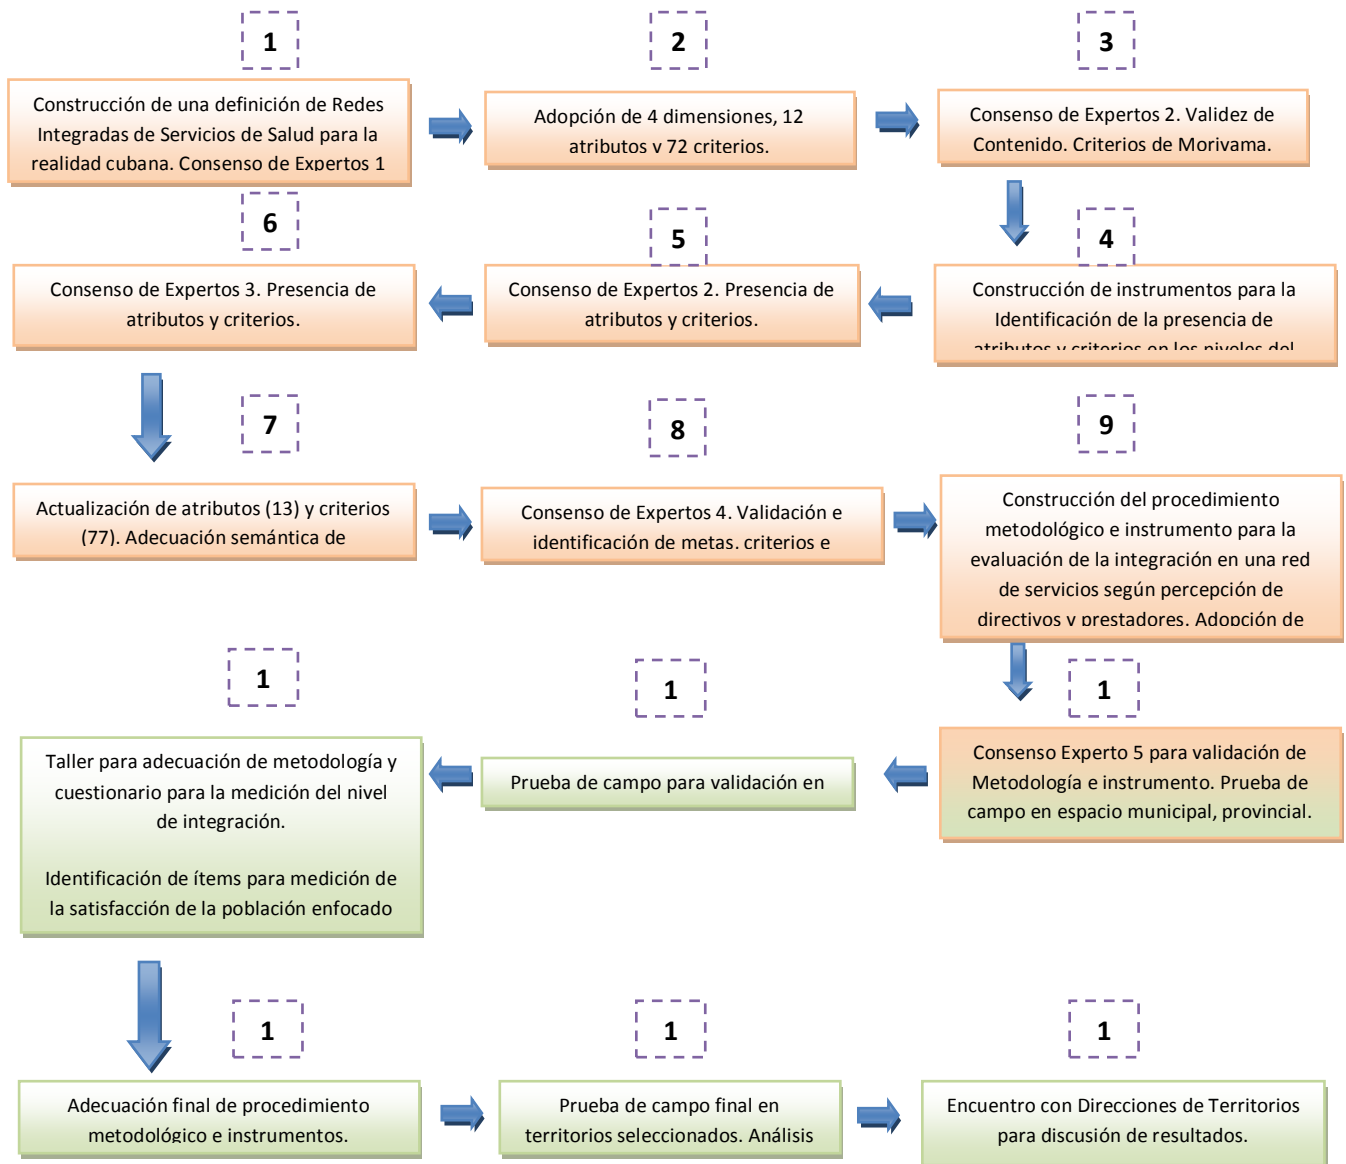 1
Construcción de una definición de Redes
Integradas de Servicios de Salud para la
realidad cubana. Consenso de Expertos 1
2
Adopción de 4 dimensiones, 12
atributos y 72 criterios.
3
Consenso de Expertos 2. Validez de
Contenido. Criterios de Moriyama.
4
Construcción de instrumentos para la
Identificación de la presencia de
atributos y criterios en los niveles del
5
Consenso de Expertos 2. Presencia de
atributos y criterios.
6
Consenso de Expertos 3. Presencia de
atributos y criterios.
7
Actualización de atributos (13) y criterios
(77). Adecuación semántica de
8
Consenso de Expertos 4. Validación e
identificación de metas, criterios e
9
Construcción del procedimiento
metodológico e instrumento para la
evaluación de la integración en una red
de servicios según percepción de
directivos y prestadores. Adopción de
1
Consenso Experto 5 para validación de
Metodología e instrumento. Prueba de
campo en espacio municipal, provincial.
1
Prueba de campo para validación en
1
Taller para adecuación de metodología y
cuestionario para la medición del nivel
de integración.
Identificación de ítems para medición de
la satisfacción de la población enfocado
1
Adecuación final de procedimiento
metodológico e instrumentos.
1
Prueba de campo final en
territorios seleccionados. Análisis
1
Encuentro con Direcciones de Territorios
para discusión de resultados.